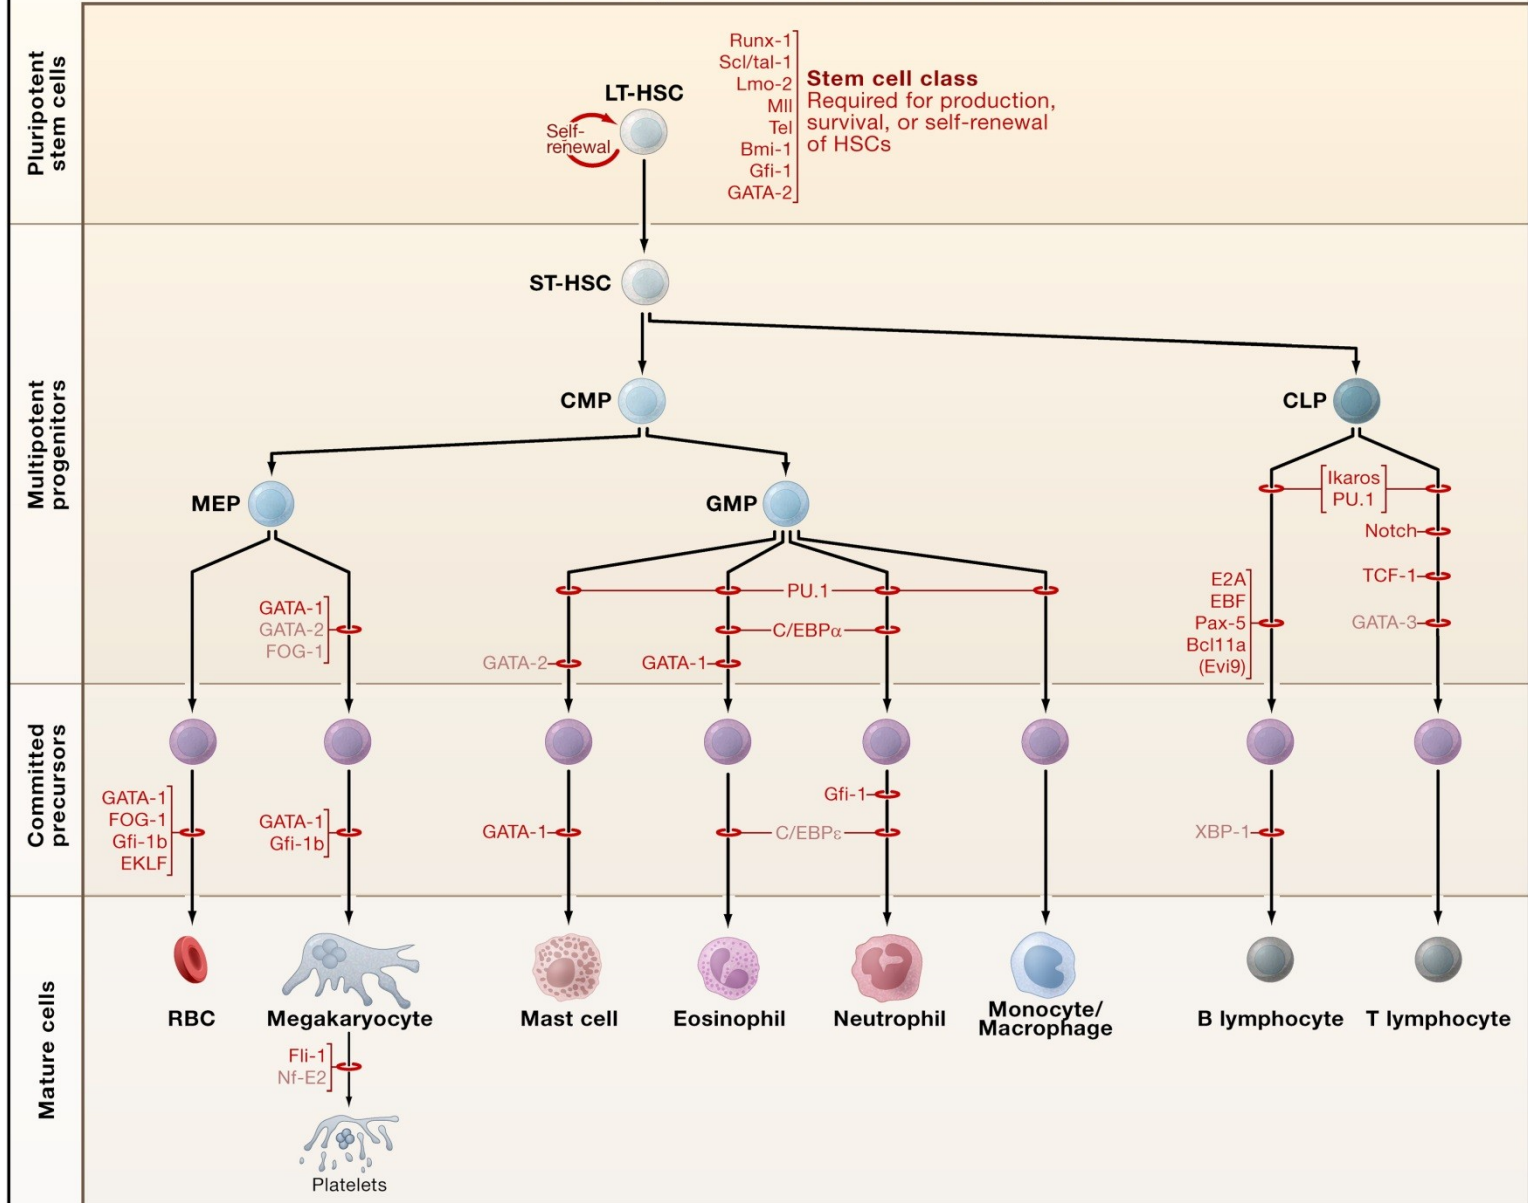 Pluripotent
stem cells
Runx-1
Scl/tal-1
Lmo-2
Mll
Tel
Bmi-1
Gfi-1
GATA-2
Stem cell class
Required for production,
survival, or self-renewal
of HSCs
LT-HSC
Self-
renewal
Multipotent
progenitors
ST-HSC
CMP
CLP
MEP
GMP
Ikaros
PU.1
Notch
TCF-1
GATA-3
E2A
EBF
Pax-5
Bcl11a
(Evi9)
GATA-1
GATA-2
FOG-1
PU.1
C/EBPα
GATA-2
GATA-1
Committed
precursors
GATA-1
FOG-1
Gfi-1b
EKLF
GATA-1
Gfi-1b
GATA-1
Gfi-1
C/EBPε
XBP-1
Mature cells
RBC
Megakaryocyte
Mast cell
Eosinophil
Neutrophil
Monocyte/
Macrophage
B lymphocyte
T lymphocyte
Fli-1
Nf-E2
Platelets